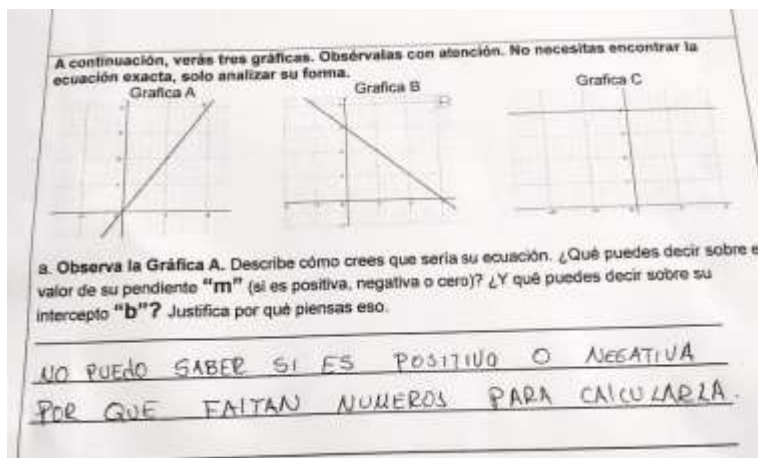 A continuación, verás tres gráficas. Obsérvalas con atención. No necesitas encontrar la
ecuación exacta, solo analizar su forma.
Grafica A
Grafica B
Grafica C
a. Observa la Gráfica A. Describe cómo crees que sería su ecuación. ¿Qué puedes decir sobre e
valor de su pendiente "m" (si es positiva, negativa o cero)? ¿Y qué puedes decir sobre su
intercepto "b"? Justifica por qué piensas eso.
NO PUEDO SABER SI ES POSITIVO O NEGATIVA
POR QUE FALTAN NUMEROS PARA CALCULARLA.